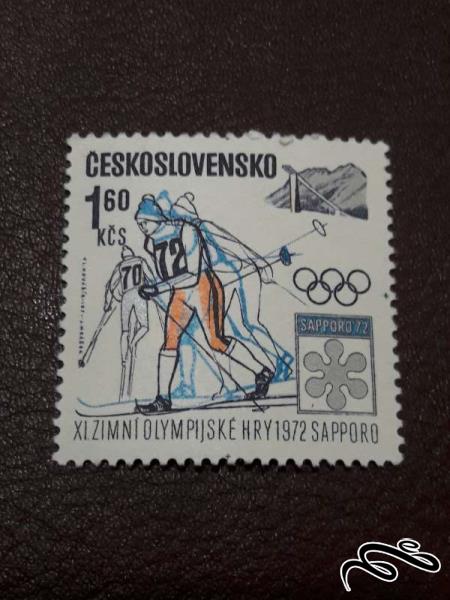 ČESKOSLOVENSKO
1 60
KČS
70
72
SAPPORO 72
XI. ZIMNÍ OLYMPIJSKÉ HRY 1972 SAPPORO